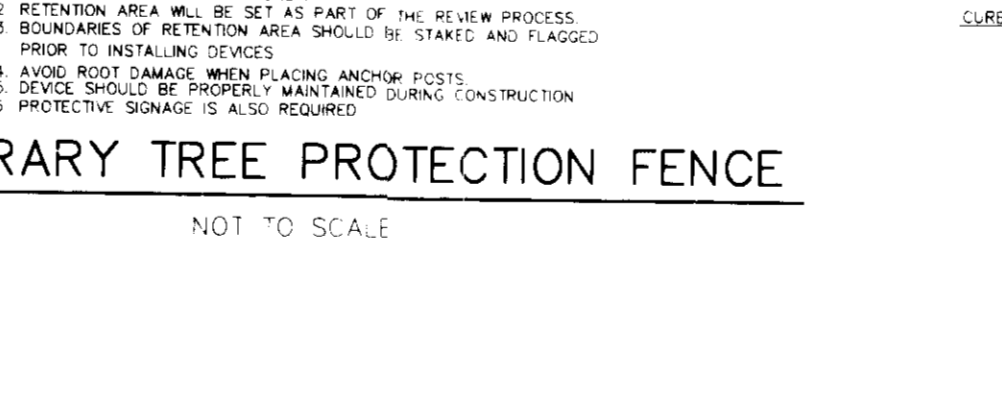 2 RETENTION AREA WILL BE SET AS PART OF THE REVIEW PROCESS.
3. BOUNDARIES OF RETENTION AREA SHOULD BE STAKED AND FLAGGED
PRIOR TO INSTALLING DEVICES
4. AVOID ROOT DAMAGE WHEN PLACING ANCHOR POSTS.
5. DEVICE SHOULD BE PROPERLY MAINTAINED DURING CONSTRUCTION
6 PROTECTIVE SIGNAGE IS ALSO REQUIRED
RARY TREE PROTECTION FENCE
NOT TO SCALE
CURB